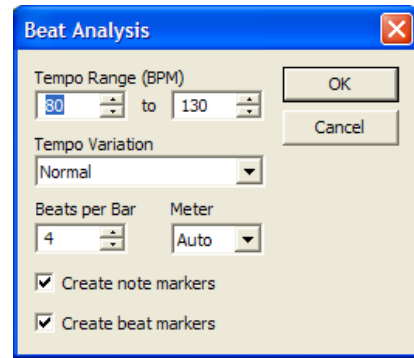 Beat Analysis
Tempo Range (BPM)
80 to 130
OK
Cancel
Tempo Variation
Normal
Beats per Bar Meter
4 Auto
Create note markers
Create beat markers